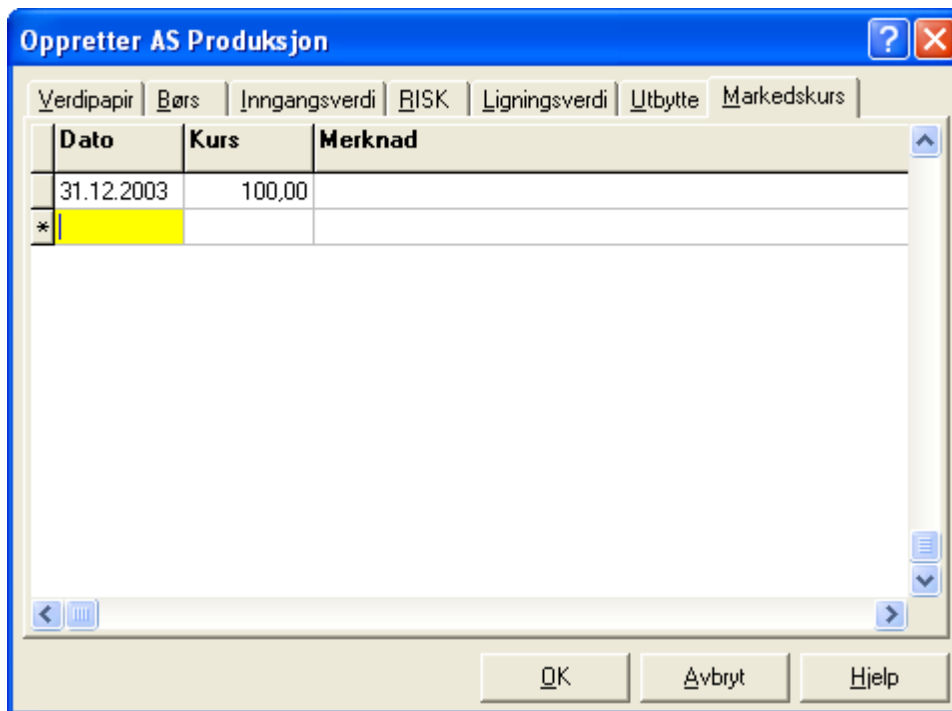 Oppretter AS Produksjon
Verdipapir Børs Inngangsverdi RISK Ligningsverdi Utbytte Markedskurs
Dato Kurs Merknad
31.12.2003 100,00
*
OK Avbryt Hjelp